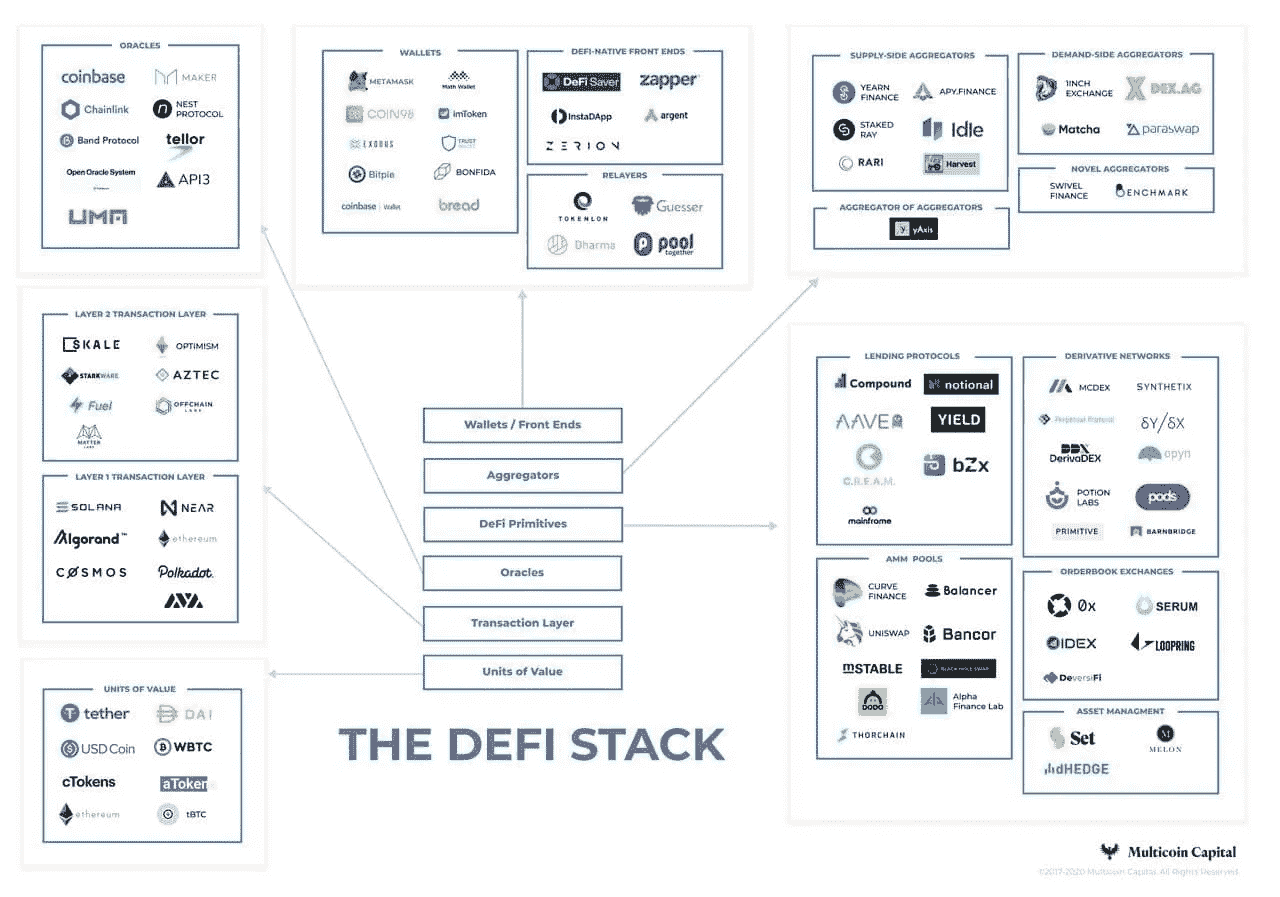 ORACLES
coinbase
MAKER
Chainlink
NEST
PROTOCOL
Band Protocol
tellor
Open Oracle System
API3
UMA
WALLETS
METAMASK
Math Wallet
COIN98
imToken
EXODUS
TRUST
WALLET
Bitpie
BONFIDA
coinbase | Wallet
bread
DEFI-NATIVE FRONT ENDS
DeFi Saver
zapper
InstaDApp
argent
ZERION
RELAYERS
TOKENLON
Guesser
Dharma
pool
together
SUPPLY-SIDE AGGREGATORS
YEARN
FINANCE
APY.FINANCE
STAKED
RAY
Idle
RARI
Harvest
AGGREGATOR OF AGGREGATORS
yAxis
DEMAND-SIDE AGGREGATORS
1INCH
EXCHANGE
DEX.AG
Matcha
paraswap
NOVEL AGGREGATORS
SWIVEL
FINANCE
BENCHMARK
LAYER 2 TRANSACTION LAYER
SKALE
OPTIMISM
STARKWARE
AZTEC
Fuel
OFFCHAIN
LABS
MATTER
LABS
LAYER 1 TRANSACTION LAYER
SOLANA
NEAR
Algorand™
ethereum
COSMOS
Polkadot.
AVA
UNITS OF VALUE
tether
DAI
USD Coin
WBTC
cTokens
aToken
ethereum
tBTC
Wallets / Front Ends
Aggregators
DeFi Primitives
Oracles
Transaction Layer
Units of Value
THE DEFI STACK
LENDING PROTOCOLS
Compound
notional
AAVE
YIELD
C.R.E.A.M.
bZx
mainframe
AMM POOLS
CURVE
FINANCE
Balancer
UNISWAP
Bancor
mSTABLE
BLACK HOLE SWAP
DODO
Alpha
Finance Lab
THORCHAIN
DERIVATIVE NETWORKS
MCDEX
SYNTHETIX
Perpetual Protocol
δY/δX
DDX
DerivaDEX
opyn
POTION
LABS
pods
PRIMITIVE
BARNBRIDGE
ORDERBOOK EXCHANGES
0x
SERUM
IDEX
LOOPRING
DeversiFi
ASSET MANAGMENT
Set
MELON
dHEDGE
Multicoin Capital
©2017-2020 Multicoin Capital. All Rights Reserved.